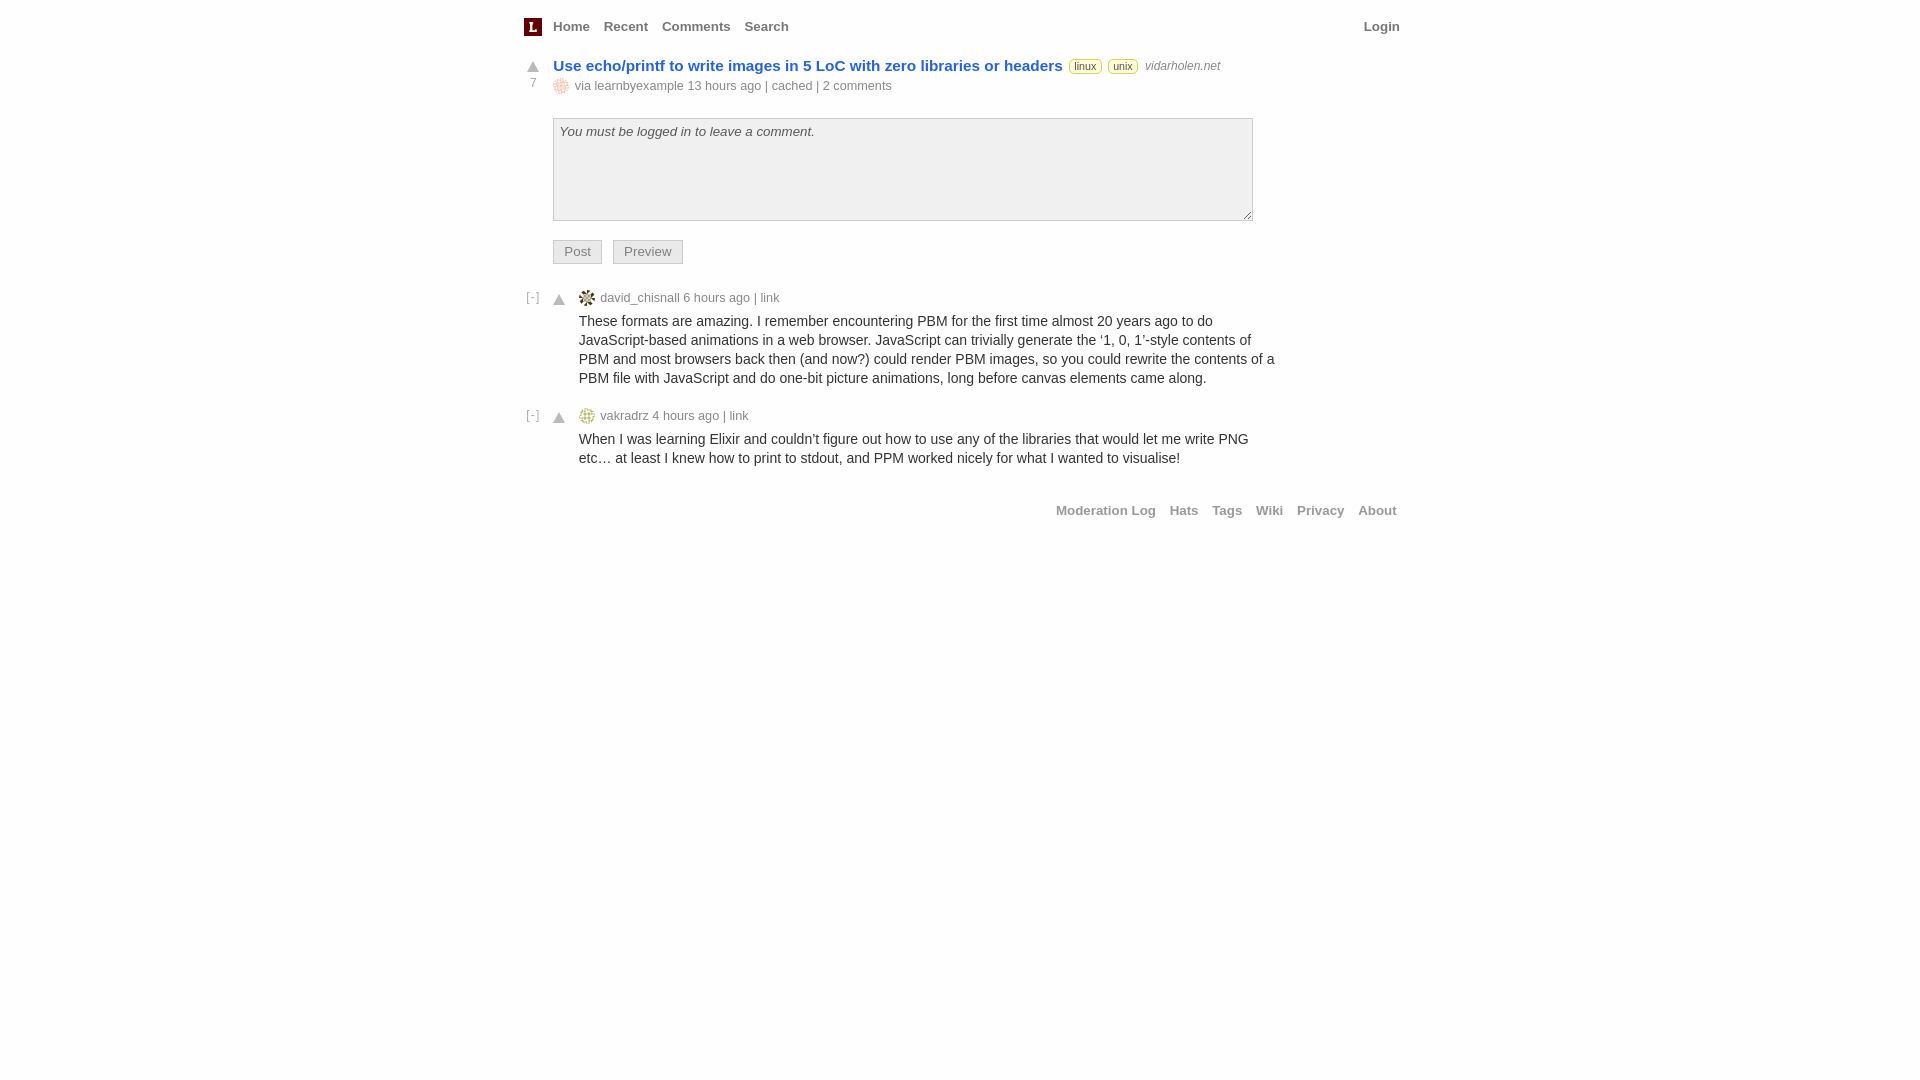 L Home Recent Comments Search Login
Use echo/printf to write images in 5 LoC with zero libraries or headers linux unix vidarholen.net
7
via learnbyexample 13 hours ago | cached | 2 comments
You must be logged in to leave a comment.
Post Preview
[-] david_chisnall 6 hours ago | link
These formats are amazing. I remember encountering PBM for the first time almost 20 years ago to do
JavaScript-based animations in a web browser. JavaScript can trivially generate the ‘1, 0, 1’-style contents of
PBM and most browsers back then (and now?) could render PBM images, so you could rewrite the contents of a
PBM file with JavaScript and do one-bit picture animations, long before canvas elements came along.
[-] vakradrz 4 hours ago | link
When I was learning Elixir and couldn’t figure out how to use any of the libraries that would let me write PNG
etc… at least I knew how to print to stdout, and PPM worked nicely for what I wanted to visualise!
Moderation Log Hats Tags Wiki Privacy About